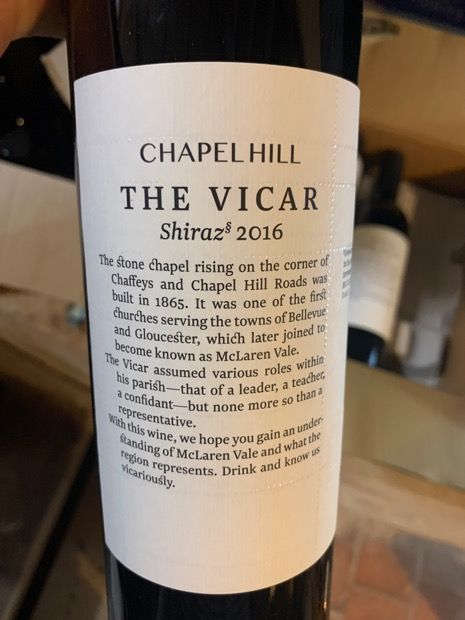 CHAPEL HILL
THE VICAR
Shiraz§ 2016
The stone chapel rising on the corner of
Chaffeys and Chapel Hill Roads was
built in 1865. It was one of the first
churches serving the towns of Bellevue
and Gloucester, which later joined to
become known as McLaren Vale.
The Vicar assumed various roles within
his parish—that of a leader, a teacher,
a confidant—but none more so than a
representative.
With this wine, we hope you gain an under-
standing of McLaren Vale and what the
region represents. Drink and know us
vicariously.